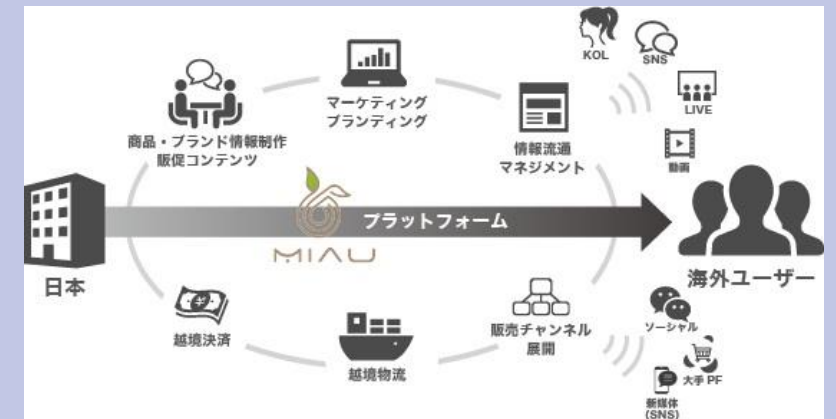 KOL
SNS
LIVE
動画
マーケティング
ブランディング
商品・ブランド情報制作
販促コンテンツ
情報流通
マネジメント
プラットフォーム
MIAU
日本
海外ユーザー
越境決済
越境物流
販売チャンネル
展開
ソーシャル
大手 PF
新媒体
(SNS)